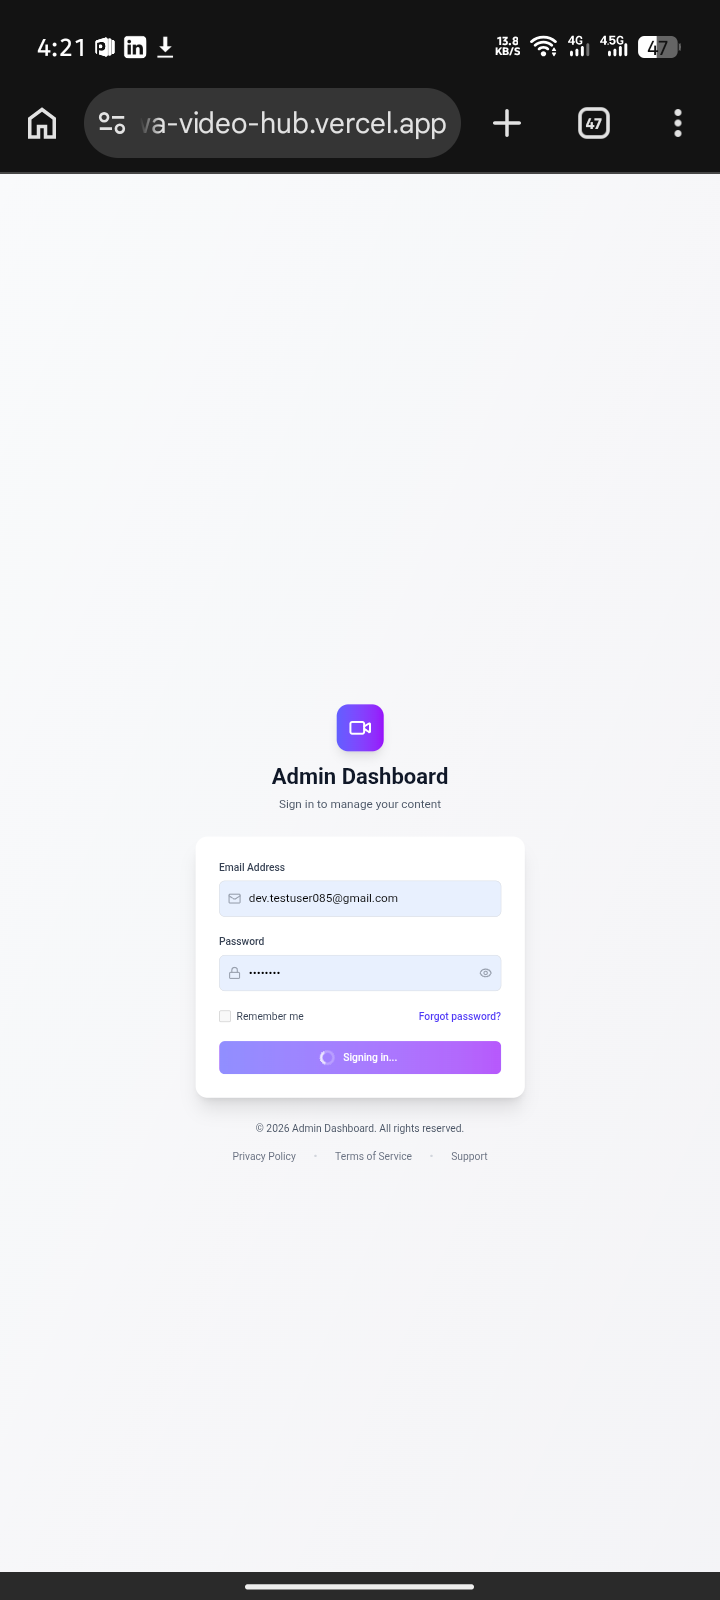 4:21
13.8 KB/S
4G
4.5G
47
a-video-hub.vercel.app
47
Admin Dashboard
Sign in to manage your content
Email Address
dev.testuser085@gmail.com
Password
••••••••
Remember me
Forgot password?
Signing in...
© 2026 Admin Dashboard. All rights reserved.
Privacy Policy • Terms of Service • Support